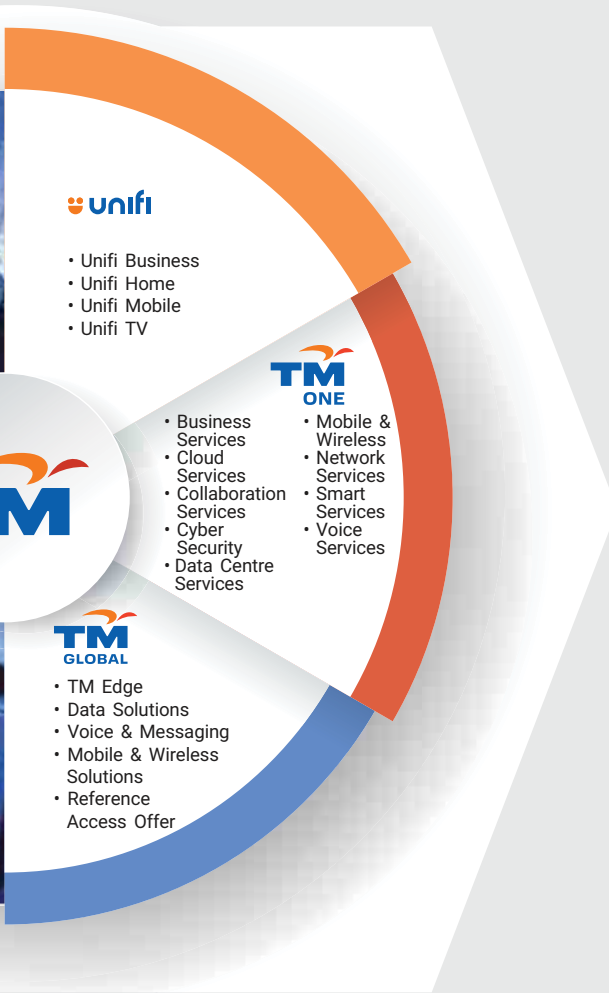 unifi
• Unifi Business
• Unifi Home
• Unifi Mobile
• Unifi TV
TM
ONE
• Business
Services
• Cloud
Services
• Collaboration
Services
• Cyber
Security
• Data Centre
Services
• Mobile &
Wireless
• Network
Services
• Smart
Services
• Voice
Services
M
TM
GLOBAL
• TM Edge
• Data Solutions
• Voice & Messaging
• Mobile & Wireless
Solutions
• Reference
Access Offer